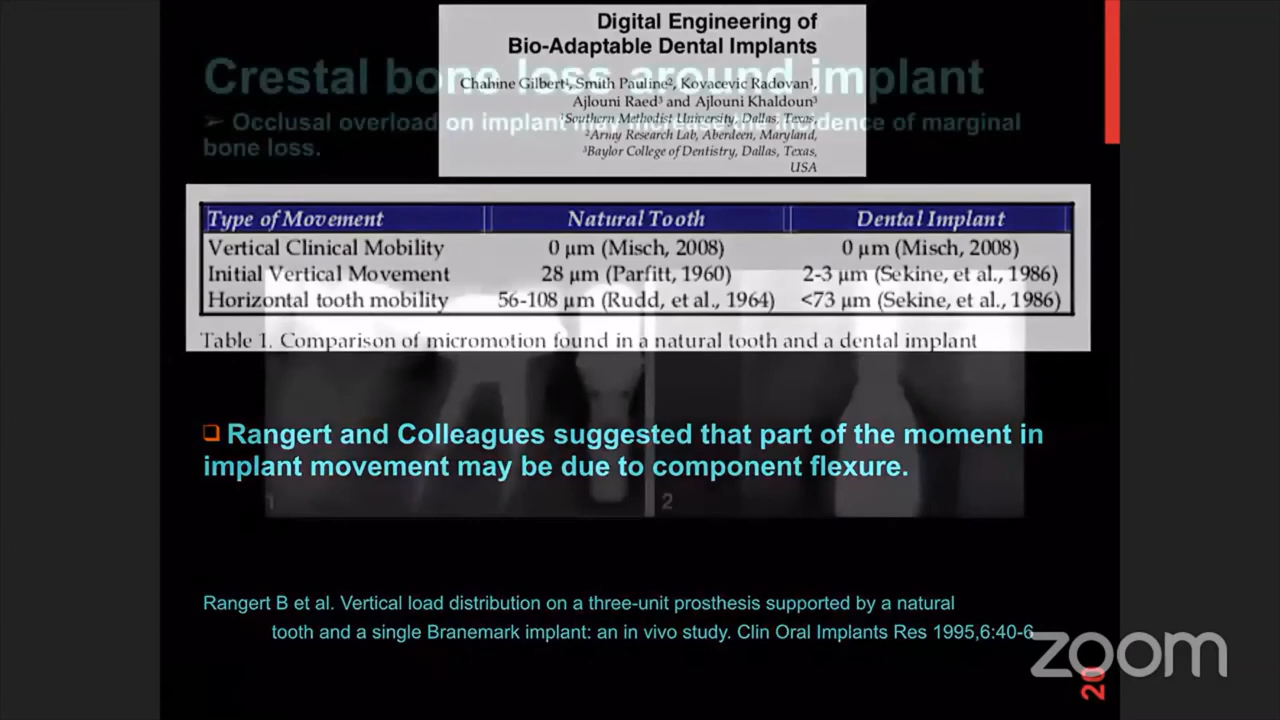 Digital Engineering of
Bio-Adaptable Dental Implants
Crestal bone loss around implant
Chahine Gilbert¹, Smith Pauline², Kovacevic Radovan¹,
Ajlouni Raed³ and Ajlouni Khaldoun³
¹Southern Methodist University, Dallas, Texas,
➢ Occlusal overload on implant may increase the incidence of marginal
bone loss.
²Army Research Lab, Aberdeen, Maryland,
³Baylor College of Dentistry, Dallas, Texas,
USA
Type of Movement Natural Tooth Dental Implant
Vertical Clinical Mobility 0 µm (Misch, 2008) 0 µm (Misch, 2008)
Initial Vertical Movement 28 µm (Parfitt, 1960) 2-3 µm (Sekine, et al., 1986)
Horizontal tooth mobility 56-108 µm (Rudd, et al., 1964) <73 µm (Sekine, et al., 1986)
Table 1. Comparison of micromotion found in a natural tooth and a dental implant
❑ Rangert and Colleagues suggested that part of the moment in
implant movement may be due to component flexure.
1 2
Rangert B et al. Vertical load distribution on a three-unit prosthesis supported by a natural
tooth and a single Branemark implant: an in vivo study. Clin Oral Implants Res 1995,6:40-6
zoom
20